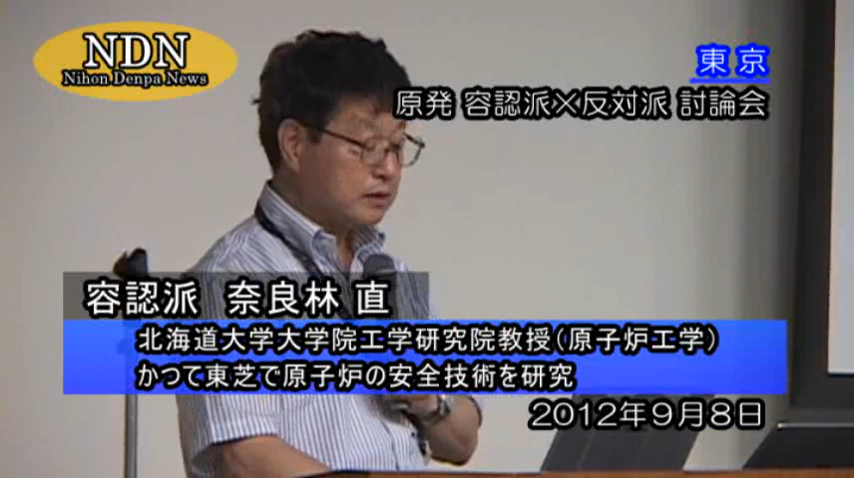 NDN
Nihon Denpa News
東京
原発 容認派×反対派 討論会
容認派 奈良林 直
北海道大学大学院工学研究院教授(原子炉工学)
かつて東芝で原子炉の安全技術を研究
2012年9月8日